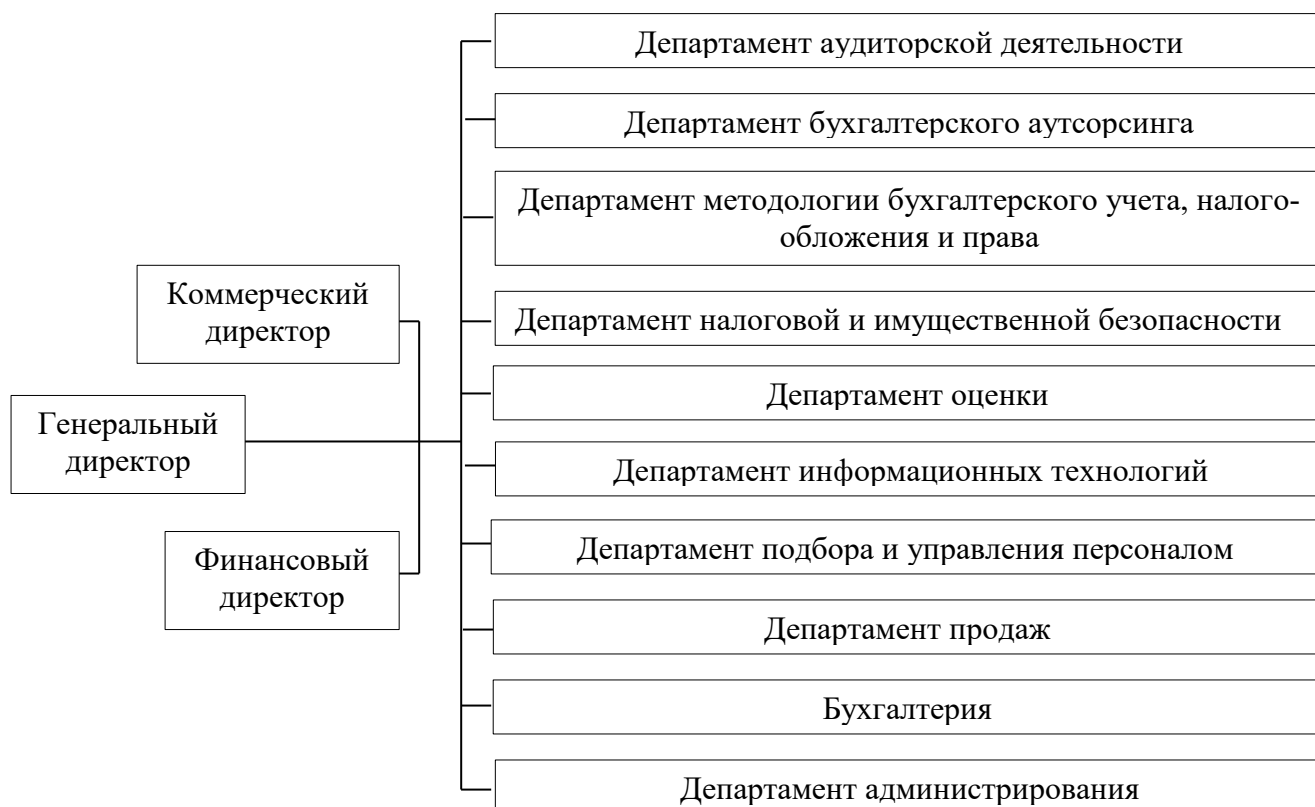 Департамент аудиторской деятельности
Департамент бухгалтерского аутсорсинга
Департамент методологии бухгалтерского учета, налого-
обложения и права
Коммерческий
директор
Департамент налоговой и имущественной безопасности
Департамент оценки
Генеральный
директор
Департамент информационных технологий
Финансовый
директор
Департамент подбора и управления персоналом
Департамент продаж
Бухгалтерия
Департамент администрирования